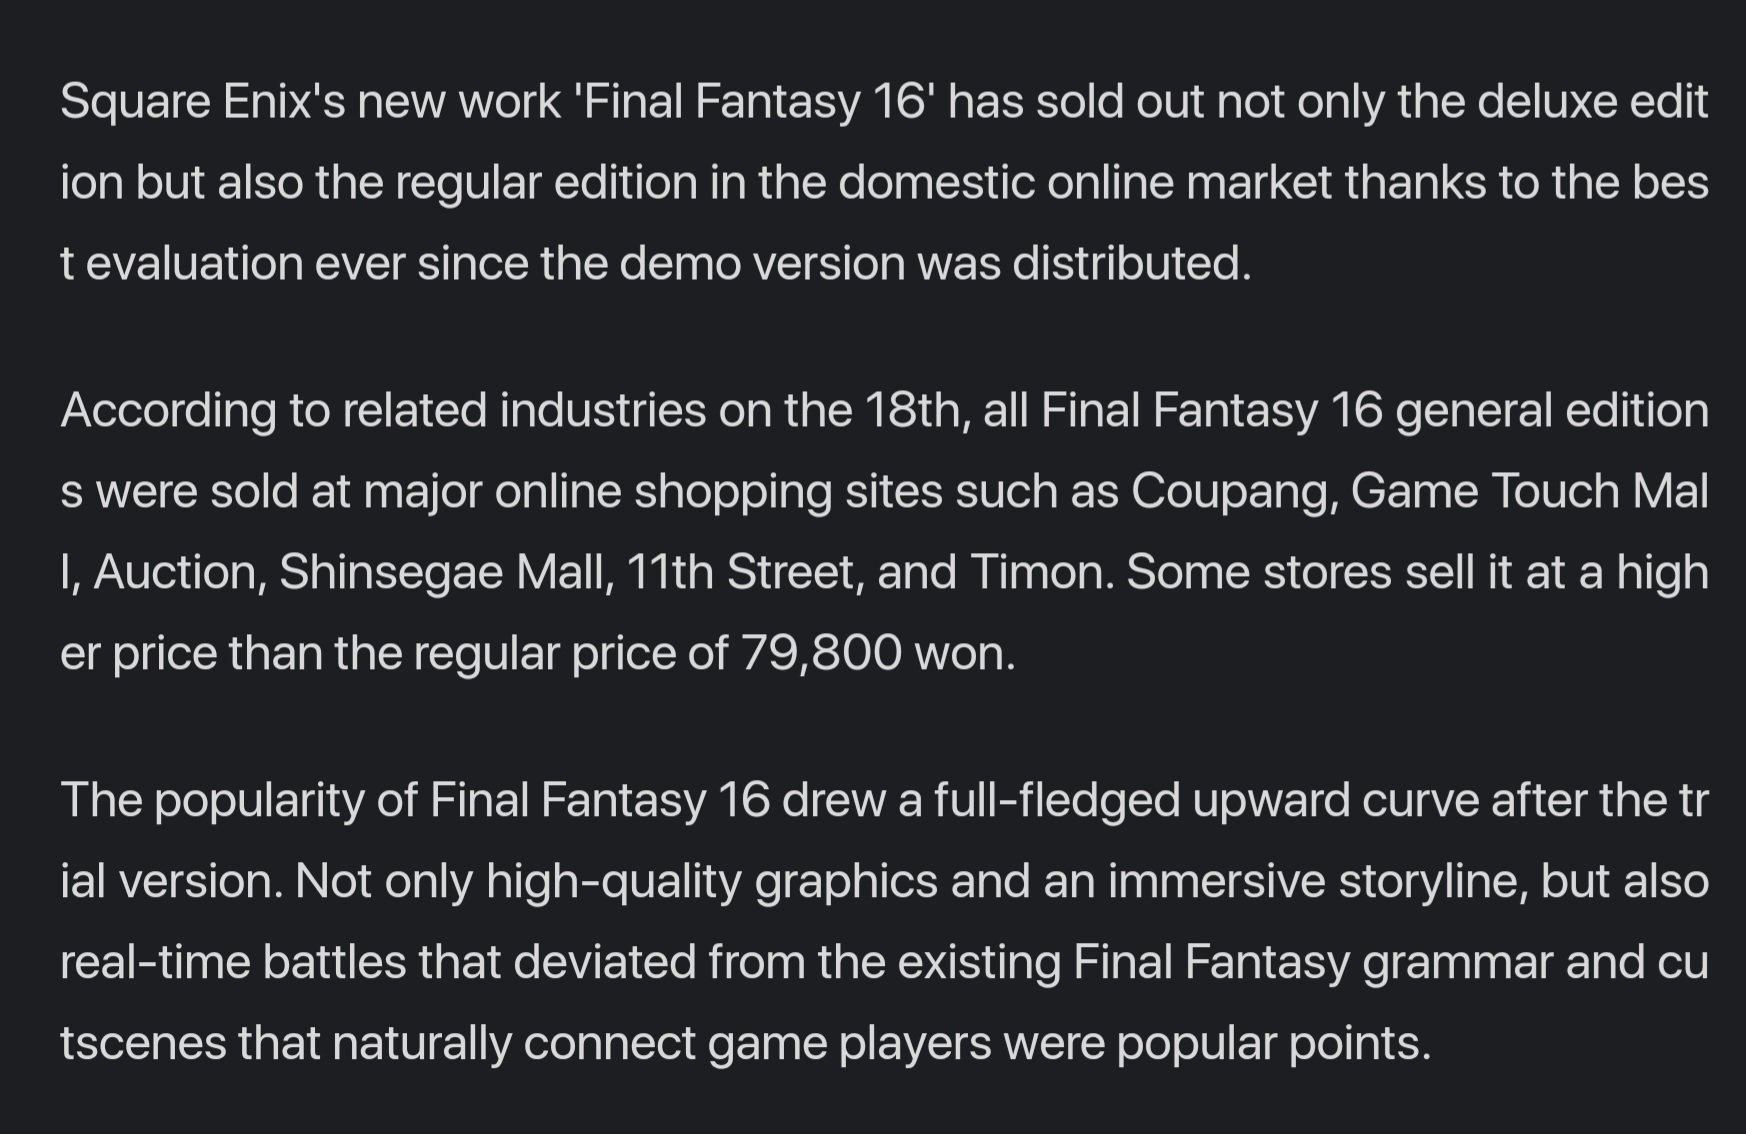 Square Enix's new work 'Final Fantasy 16' has sold out not only the deluxe edit
ion but also the regular edition in the domestic online market thanks to the bes
t evaluation ever since the demo version was distributed.
According to related industries on the 18th, all Final Fantasy 16 general edition
s were sold at major online shopping sites such as Coupang, Game Touch Mal
l, Auction, Shinsegae Mall, 11th Street, and Timon. Some stores sell it at a high
er price than the regular price of 79,800 won.
The popularity of Final Fantasy 16 drew a full-fledged upward curve after the tr
ial version. Not only high-quality graphics and an immersive storyline, but also
real-time battles that deviated from the existing Final Fantasy grammar and cu
tscenes that naturally connect game players were popular points.